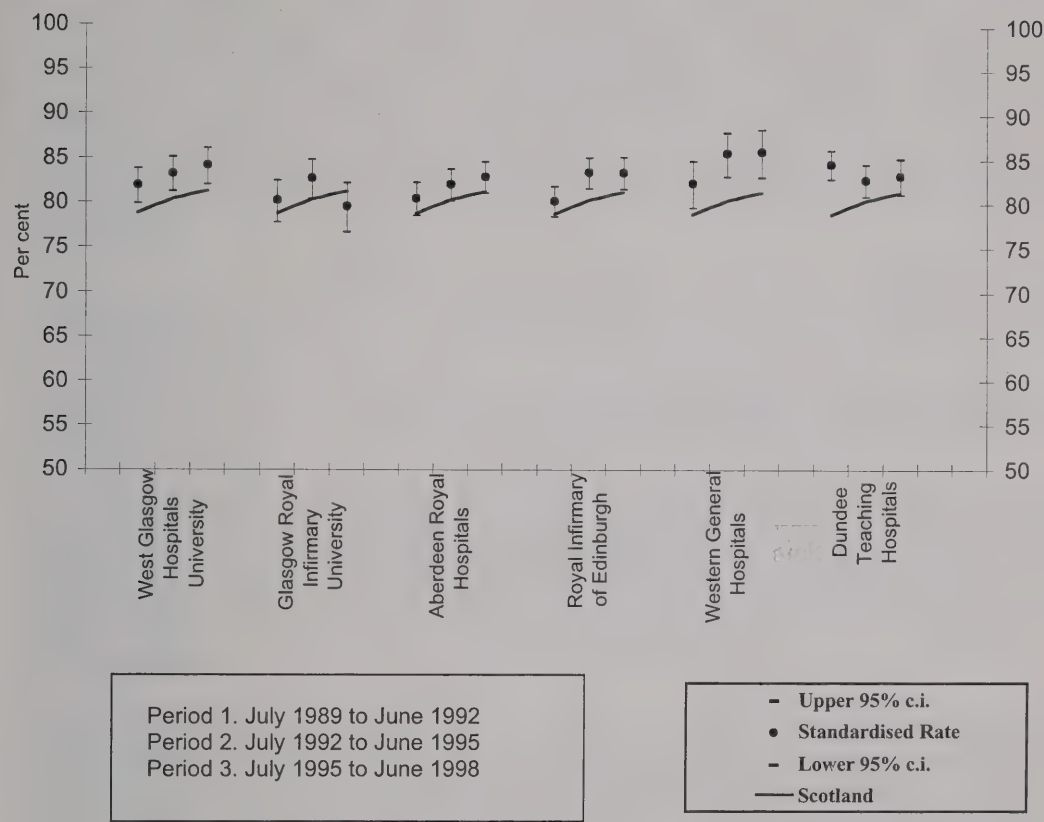 100
95
90
85
80
75
70
65
60
55
50
Per cent
100
95
90
85
80
75
70
65
60
55
50
West Glasgow
Hospitals
University
Glasgow Royal
Infirmary
University
Aberdeen Royal
Hospitals
Royal Infirmary
of Edinburgh
Western General
Hospitals
Dundee
Teaching
Hospitals
Period 1. July 1989 to June 1992
Period 2. July 1992 to June 1995
Period 3. July 1995 to June 1998
Upper 95% c.i.
Standardised Rate
Lower 95% c.i.
Scotland